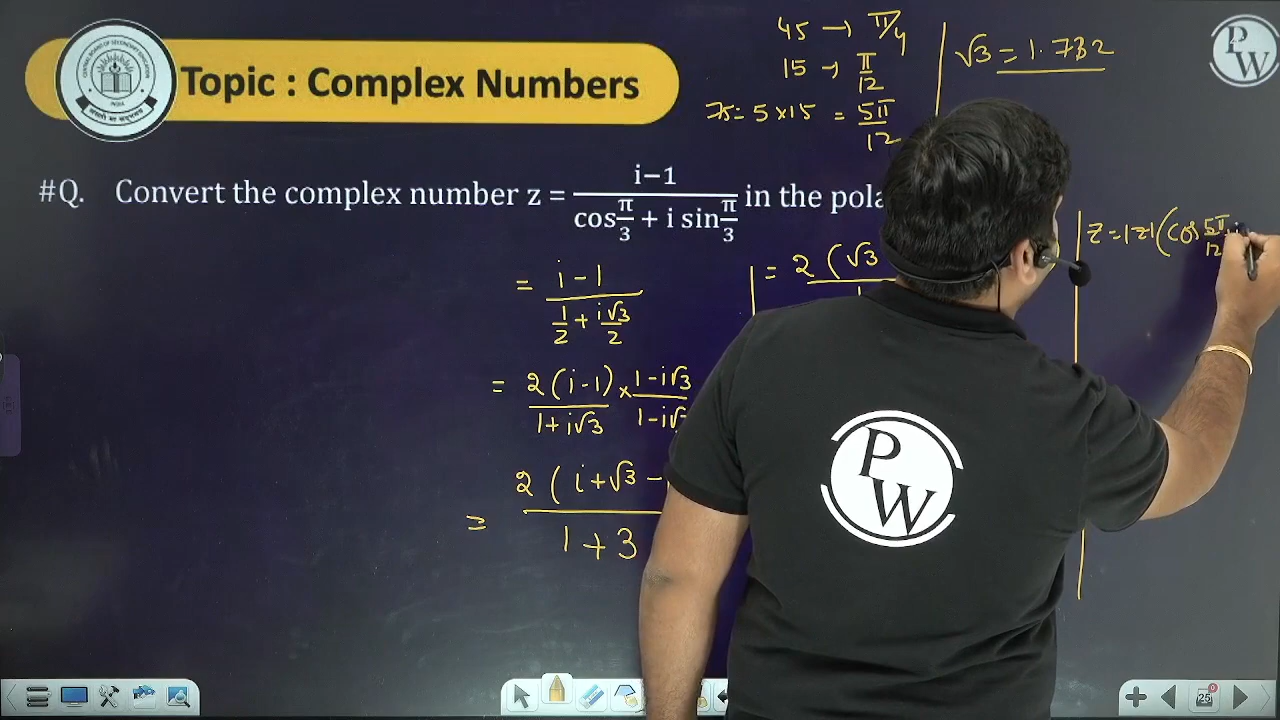 45 → π/4
15 → π/12
75 = 5 × 15 = 5π/12
√3 = 1.732
PW
Topic : Complex Numbers
#Q. Convert the complex number z = i−1 / cos π/3 + i sin π/3 in the pola
= i - 1 / 1/2 + i√3/2
= 2 ( i - 1 ) / 1 + i√3 × 1 - i√3 / 1 - i√
= 2 ( i + √3 - / 1 + 3
= 2 ( √3
z = |z| ( cos 5π/12
PW
25